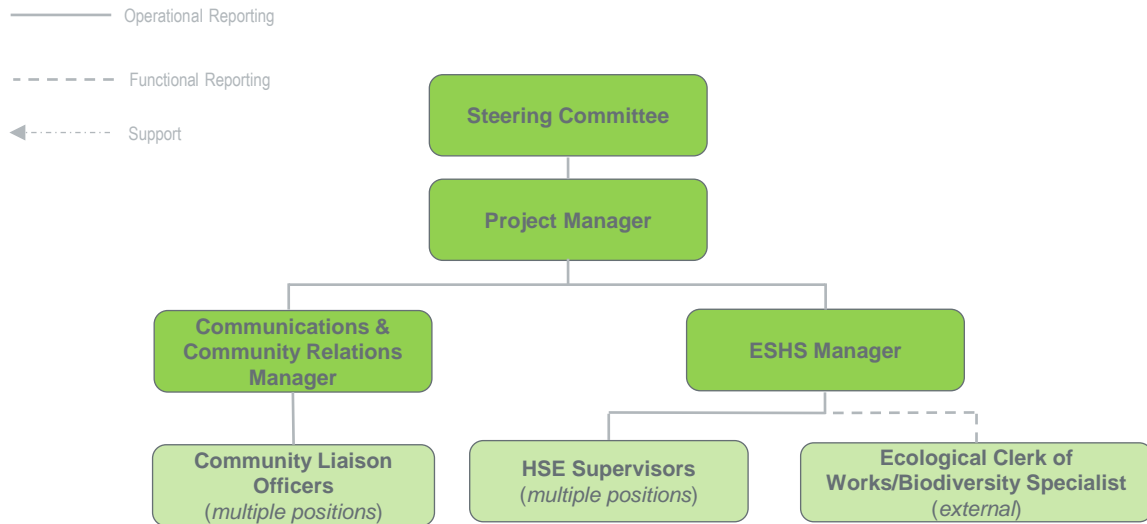 Operational Reporting
Functional Reporting
Support
Steering Committee
Project Manager
Communications &
Community Relations
Manager
ESHS Manager
Community Liaison
Officers
(multiple positions)
HSE Supervisors
(multiple positions)
Ecological Clerk of
Works/Biodiversity Specialist
(external)